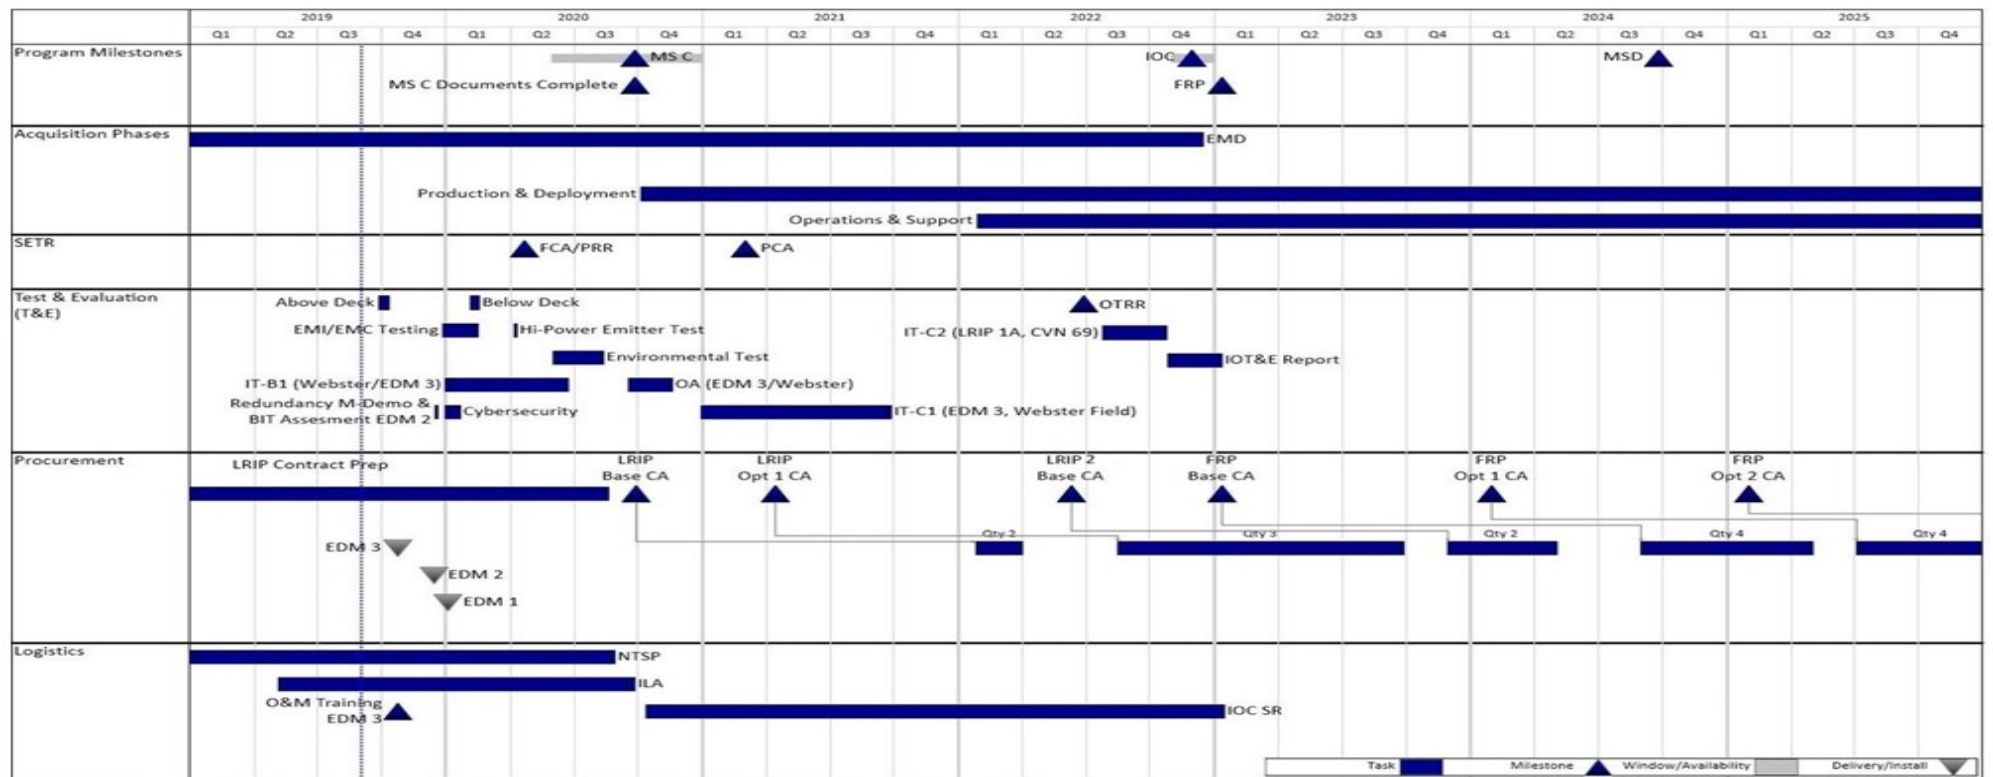 2019 2020 2021 2022 2023 2024 2025
Q1 Q2 Q3 Q4 Q1 Q2 Q3 Q4 Q1 Q2 Q3 Q4 Q1 Q2 Q3 Q4 Q1 Q2 Q3 Q4 Q1 Q2 Q3 Q4 Q1 Q2 Q3 Q4
Program Milestones
MS C
IOC
MSD
MS C Documents Complete
FRP
Acquisition Phases
EMD
Production & Deployment
Operations & Support
SETR
FCA/PRR
PCA
Test & Evaluation
(T&E)
Above Deck
Below Deck
OTRR
EMI/EMC Testing
Hi-Power Emitter Test
IT-C2 (LRIP 1A, CVN 69)
Environmental Test
IOT&E Report
IT-B1 (Webster/EDM 3)
OA (EDM 3/Webster)
Redundancy M-Demo &
BIT Assesment EDM 2
Cybersecurity
IT-C1 (EDM 3, Webster Field)
Procurement
LRIP Contract Prep
LRIP
Base CA
LRIP
Opt 1 CA
LRIP 2
Base CA
FRP
Base CA
FRP
Opt 1 CA
FRP
Opt 2 CA
Qty 2
Qty 3
Qty 2
Qty 4
Qty 4
EDM 3
EDM 2
EDM 1
Logistics
NTSP
ILA
O&M Training
EDM 3
IOC SR
Task Milestone Window/Availability Delivery/Install